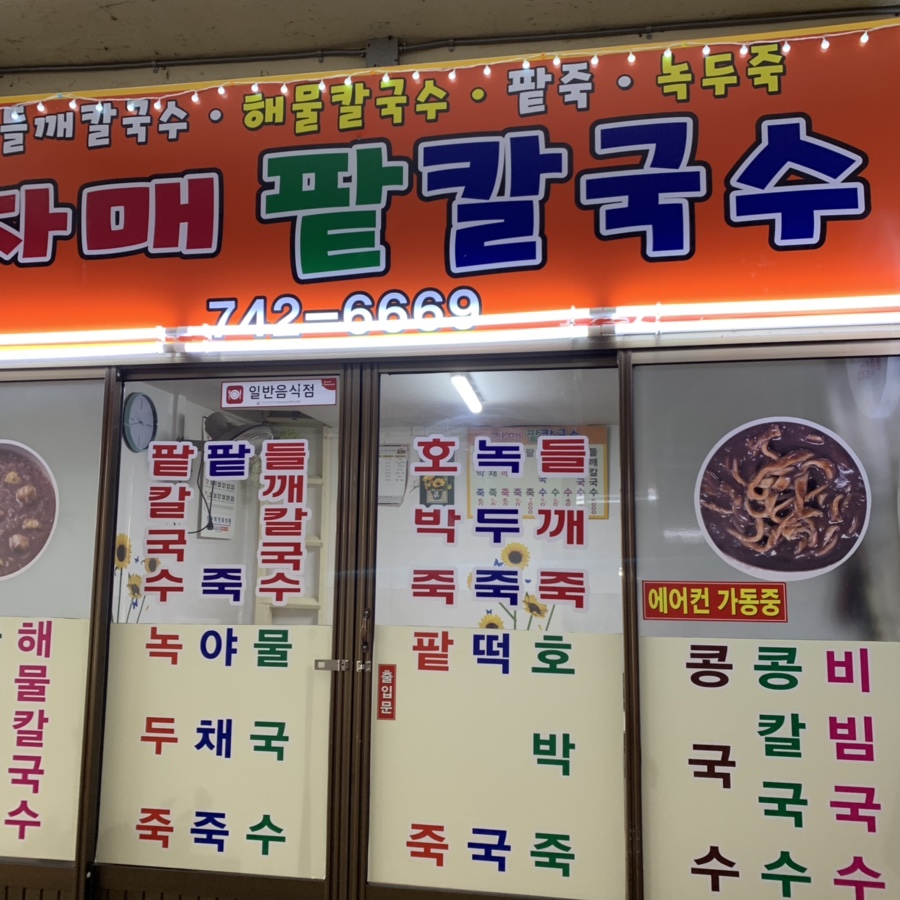 들깨칼국수 · 해물칼국수 · 팥죽 · 녹두죽
자매 팥칼국수
742-6669
일반음식점
팥칼국수
팥죽
들깨칼국수
호박죽
녹두죽
들깨죽
에어컨 가동중
출입문
해물칼국수
녹두죽
야채죽
물국수
팥죽
떡국
호박죽
콩국수
콩칼국수
비빔국수